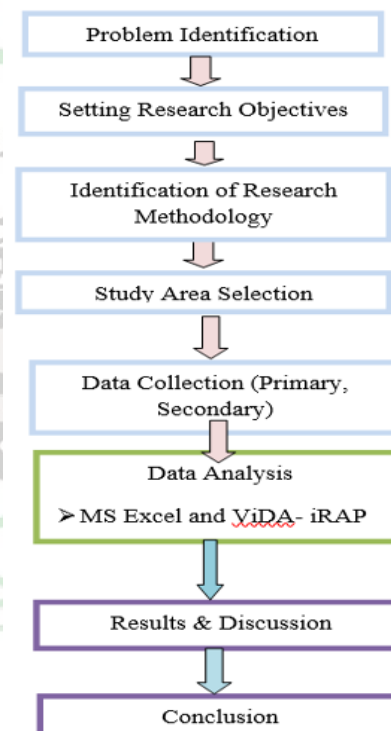 Problem Identification
Setting Research Objectives
Identification of Research
Methodology
Study Area Selection
Data Collection (Primary,
Secondary)
Data Analysis
➢ MS Excel and ViDA- iRAP
Results & Discussion
Conclusion